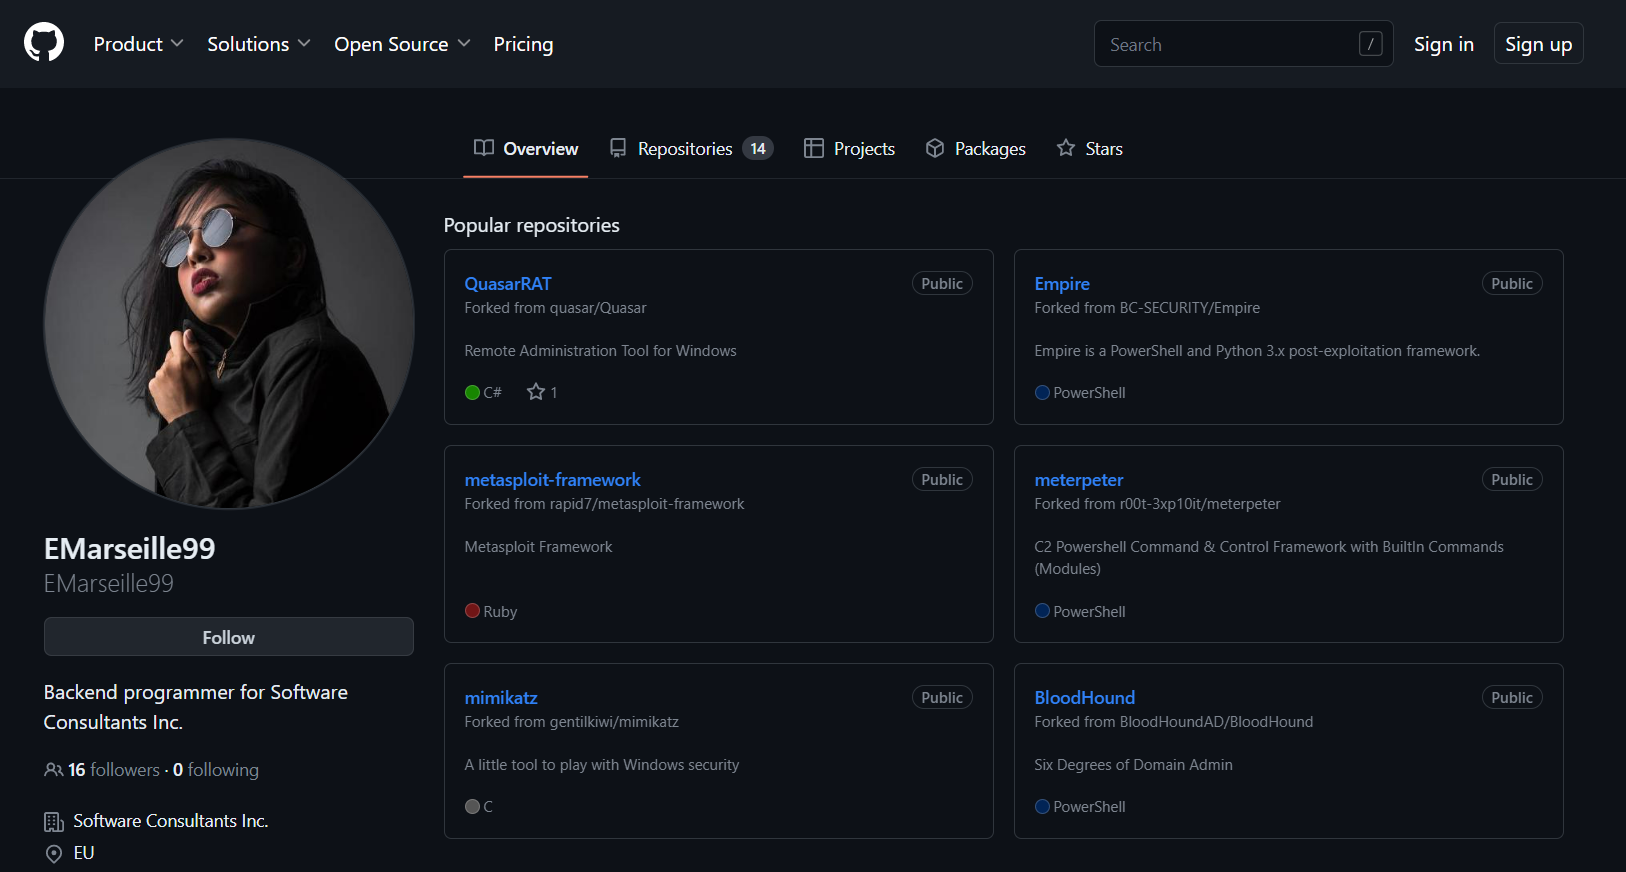 Product Solutions Open Source Pricing Search / Sign in Sign up
Overview Repositories 14 Projects Packages Stars
EMarseille99
EMarseille99
Follow
Backend programmer for Software
Consultants Inc.
16 followers · 0 following
Software Consultants Inc.
EU
Popular repositories
QuasarRAT Public
Forked from quasar/Quasar
Remote Administration Tool for Windows
C# 1
Empire Public
Forked from BC-SECURITY/Empire
Empire is a PowerShell and Python 3.x post-exploitation framework.
PowerShell
metasploit-framework Public
Forked from rapid7/metasploit-framework
Metasploit Framework
Ruby
meterpeter Public
Forked from r00t-3xp10it/meterpeter
C2 Powershell Command & Control Framework with BuiltIn Commands
(Modules)
PowerShell
mimikatz Public
Forked from gentilkiwi/mimikatz
A little tool to play with Windows security
C
BloodHound Public
Forked from BloodHoundAD/BloodHound
Six Degrees of Domain Admin
PowerShell